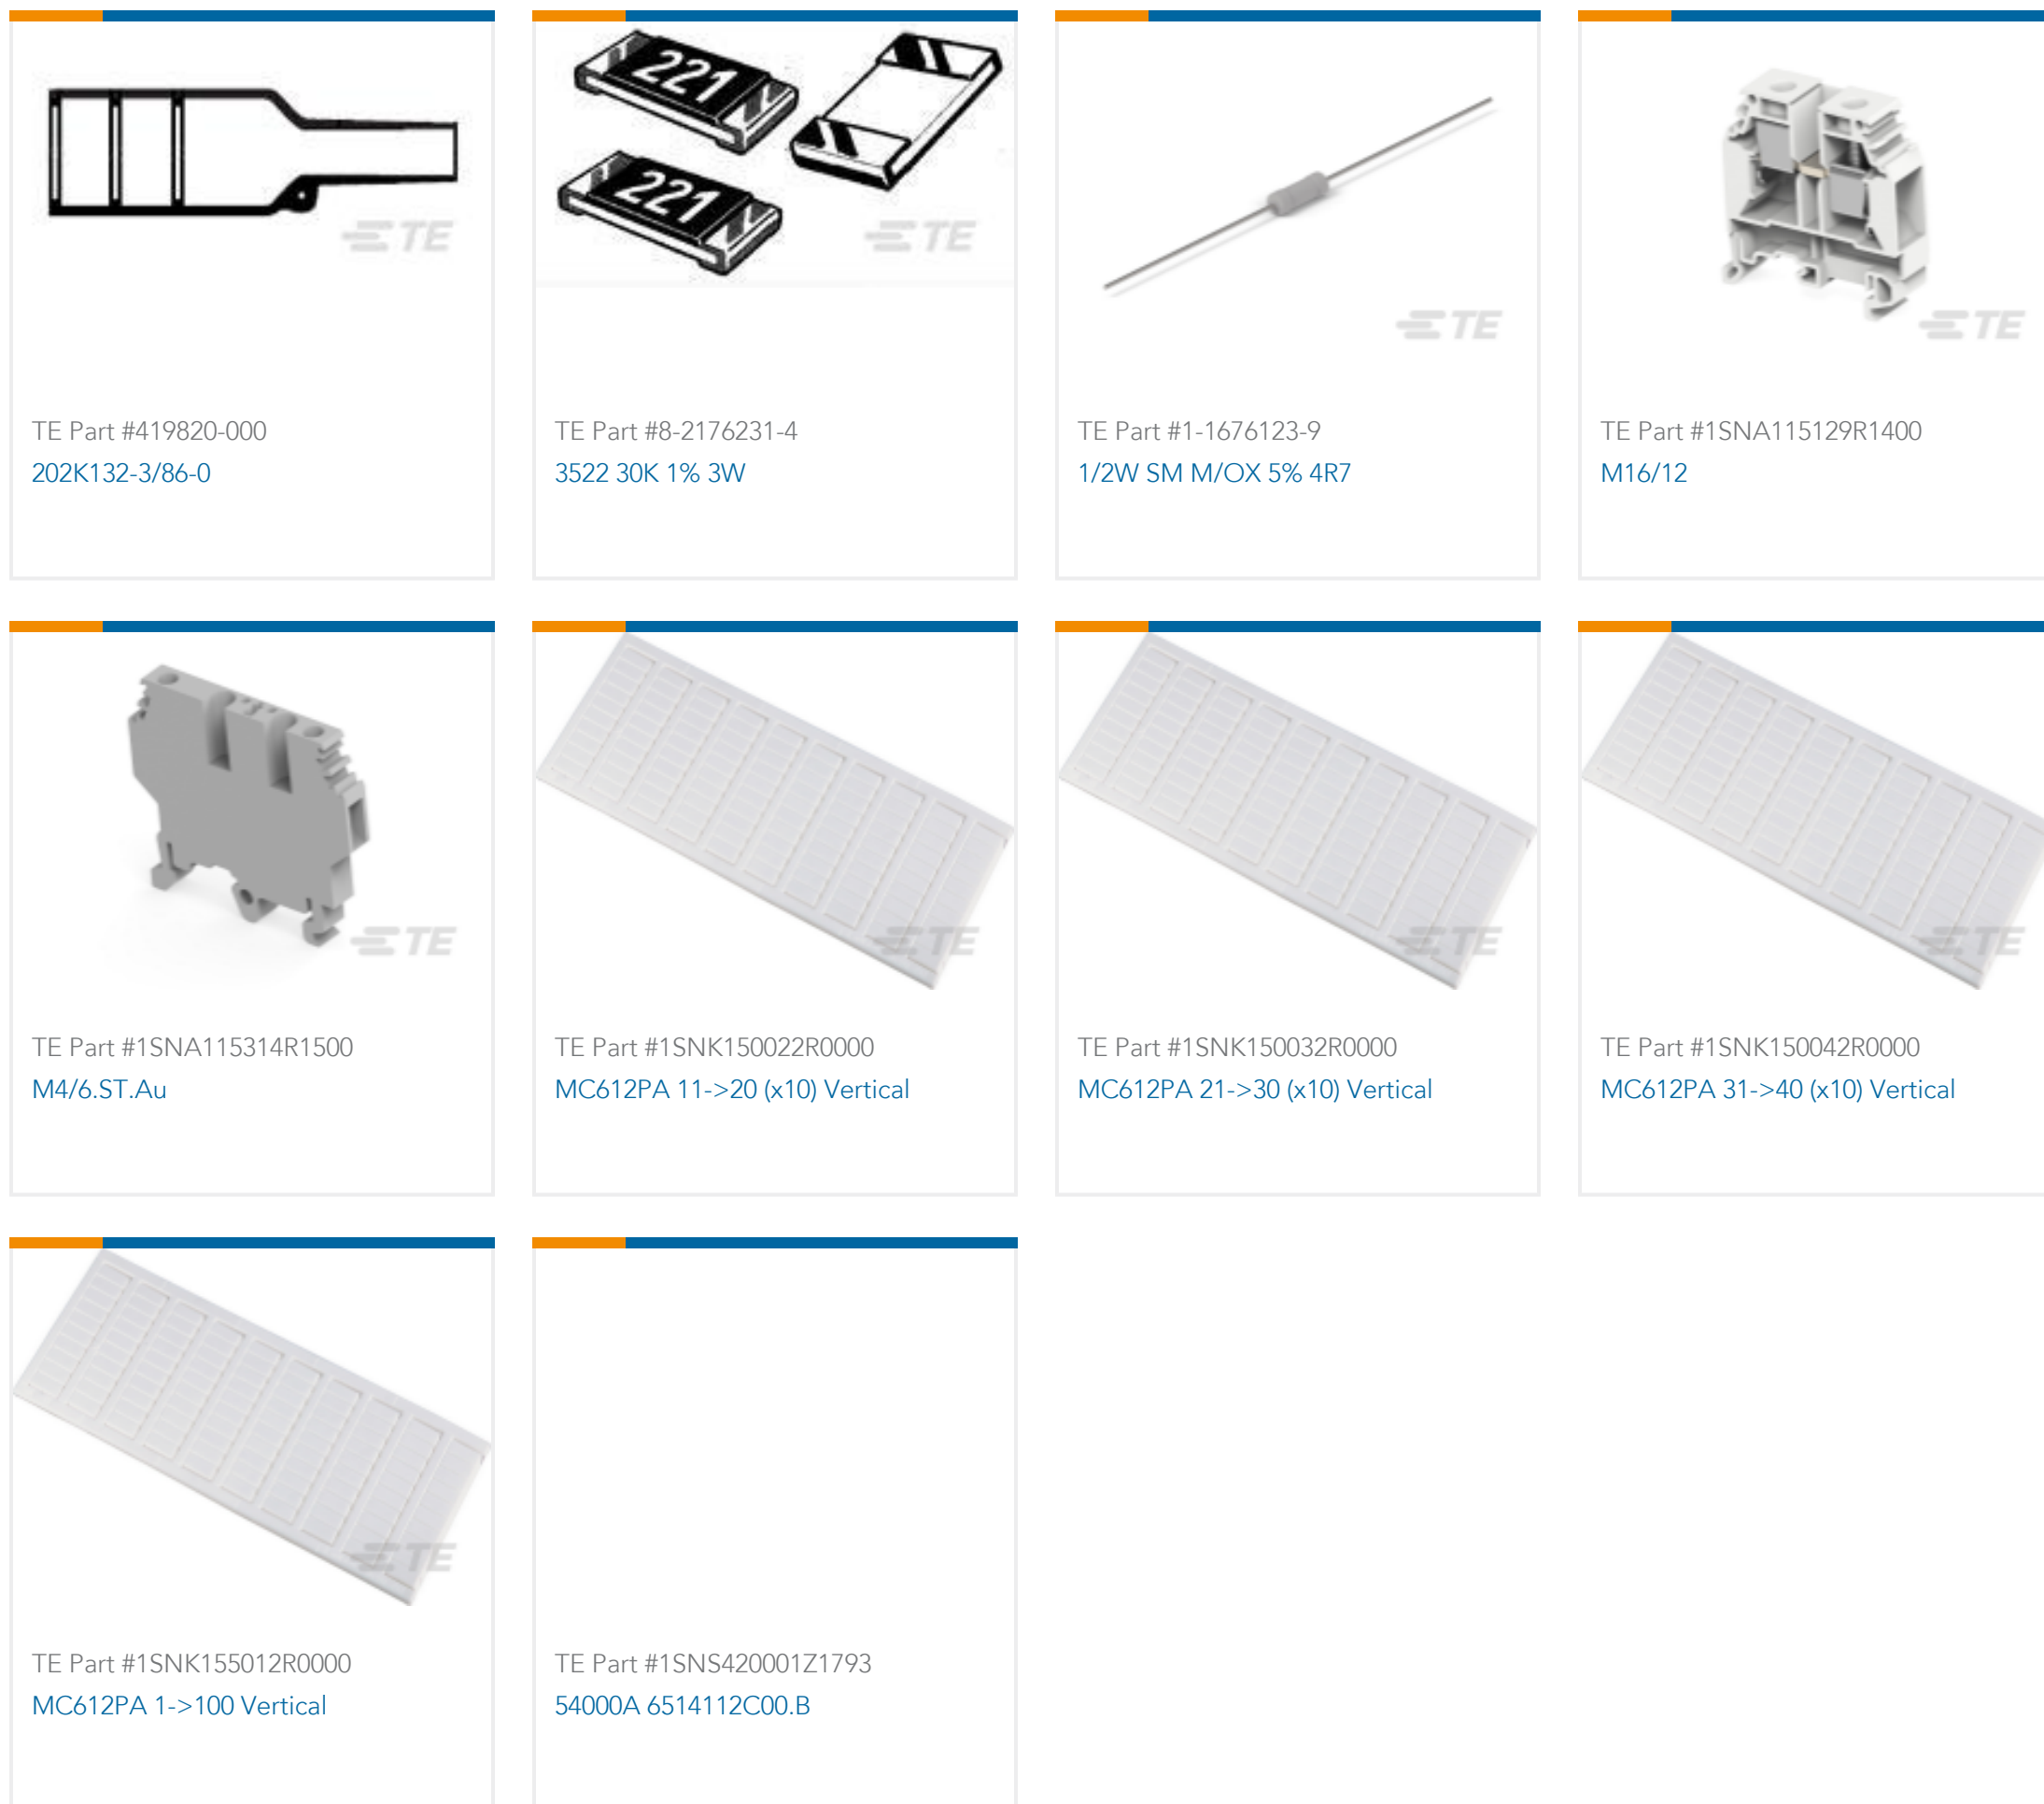 TE
221
221
TE
TE
TE
TE Part #419820-000
202K132-3/86-0
TE Part #8-2176231-4
3522 30K 1% 3W
TE Part #1-1676123-9
1/2W SM M/OX 5% 4R7
TE Part #1SNA115129R1400
M16/12
TE
TE
TE
TE
TE Part #1SNA115314R1500
M4/6.ST.Au
TE Part #1SNK150022R0000
MC612PA 11->20 (x10) Vertical
TE Part #1SNK150032R0000
MC612PA 21->30 (x10) Vertical
TE Part #1SNK150042R0000
MC612PA 31->40 (x10) Vertical
TE
TE Part #1SNK155012R0000
MC612PA 1->100 Vertical
TE Part #1SNS420001Z1793
54000A 6514112C00.B